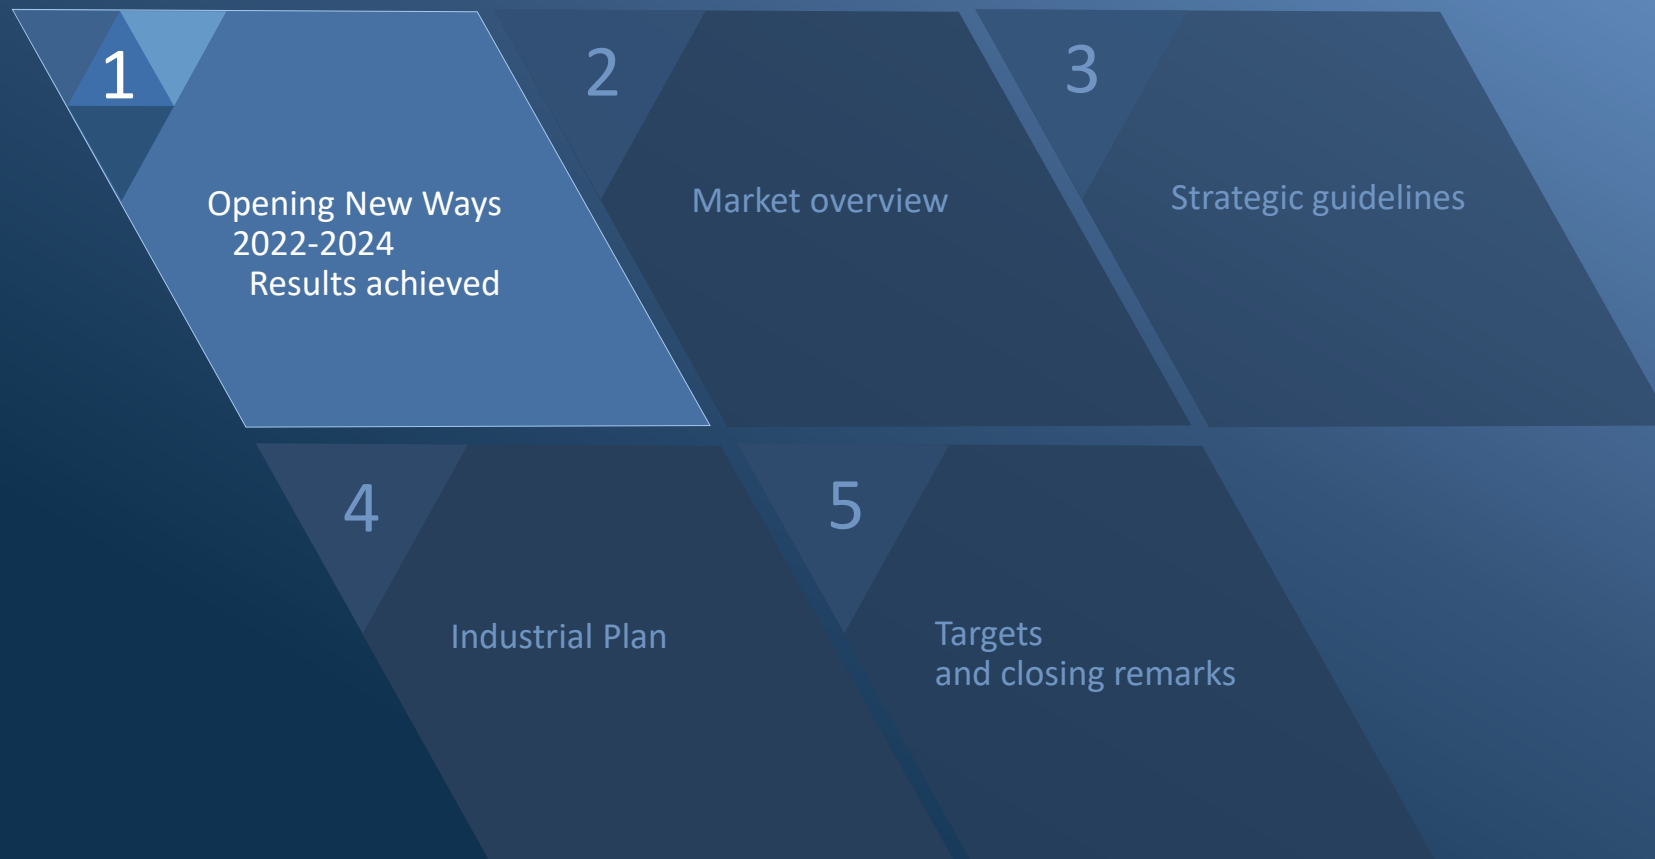 1
Opening New Ways
2022-2024
Results achieved
2
Market overview
3
Strategic guidelines
4
Industrial Plan
5
Targets
and closing remarks